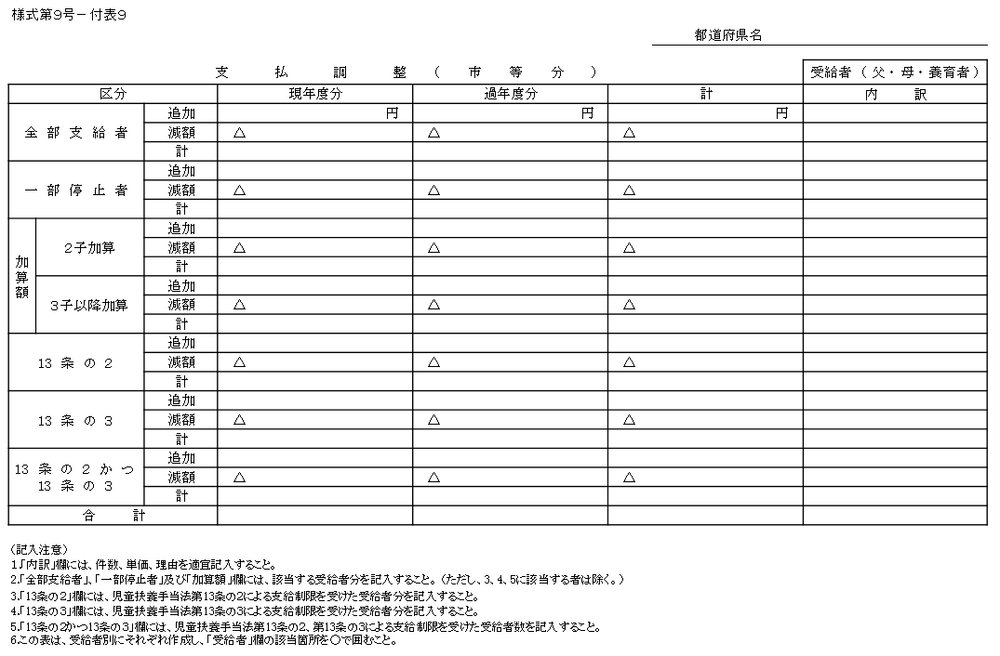 様式第9号－付表9
都道府県名
支払調整（市等分）
受給者（父・母・養育者）
区分 現年度分 過年度分 計 内訳
全部支給者 追加 円 円 円
減額 △ △ △
計
一部停止者 追加
減額 △ △ △
計
加算額 2子加算 追加
減額 △ △ △
計
3子以降加算 追加
減額 △ △ △
計
13条の2 追加
減額 △ △ △
計
13条の3 追加
減額 △ △ △
計
13条の2かつ
13条の3 追加
減額 △ △ △
計
合計
（記入注意）
1.「内訳」欄には、件数、単価、理由を適宜記入すること。
2.「全部支給者」、「一部停止者」及び「加算額」欄には、該当する受給者分を記入すること。（ただし、3、4、5に該当する者は除く。）
3.「13条の2」欄には、児童扶養手当法第13条の2による支給制限を受けた受給者分を記入すること。
4.「13条の3」欄には、児童扶養手当法第13条の3による支給制限を受けた受給者分を記入すること。
5.「13条の2かつ13条の3」欄には、児童扶養手当法第13条の2、第13条の3による支給制限を受けた受給者数を記入すること。
6.この表は、受給者別にそれぞれ作成し、「受給者」欄の該当箇所を○で囲むこと。